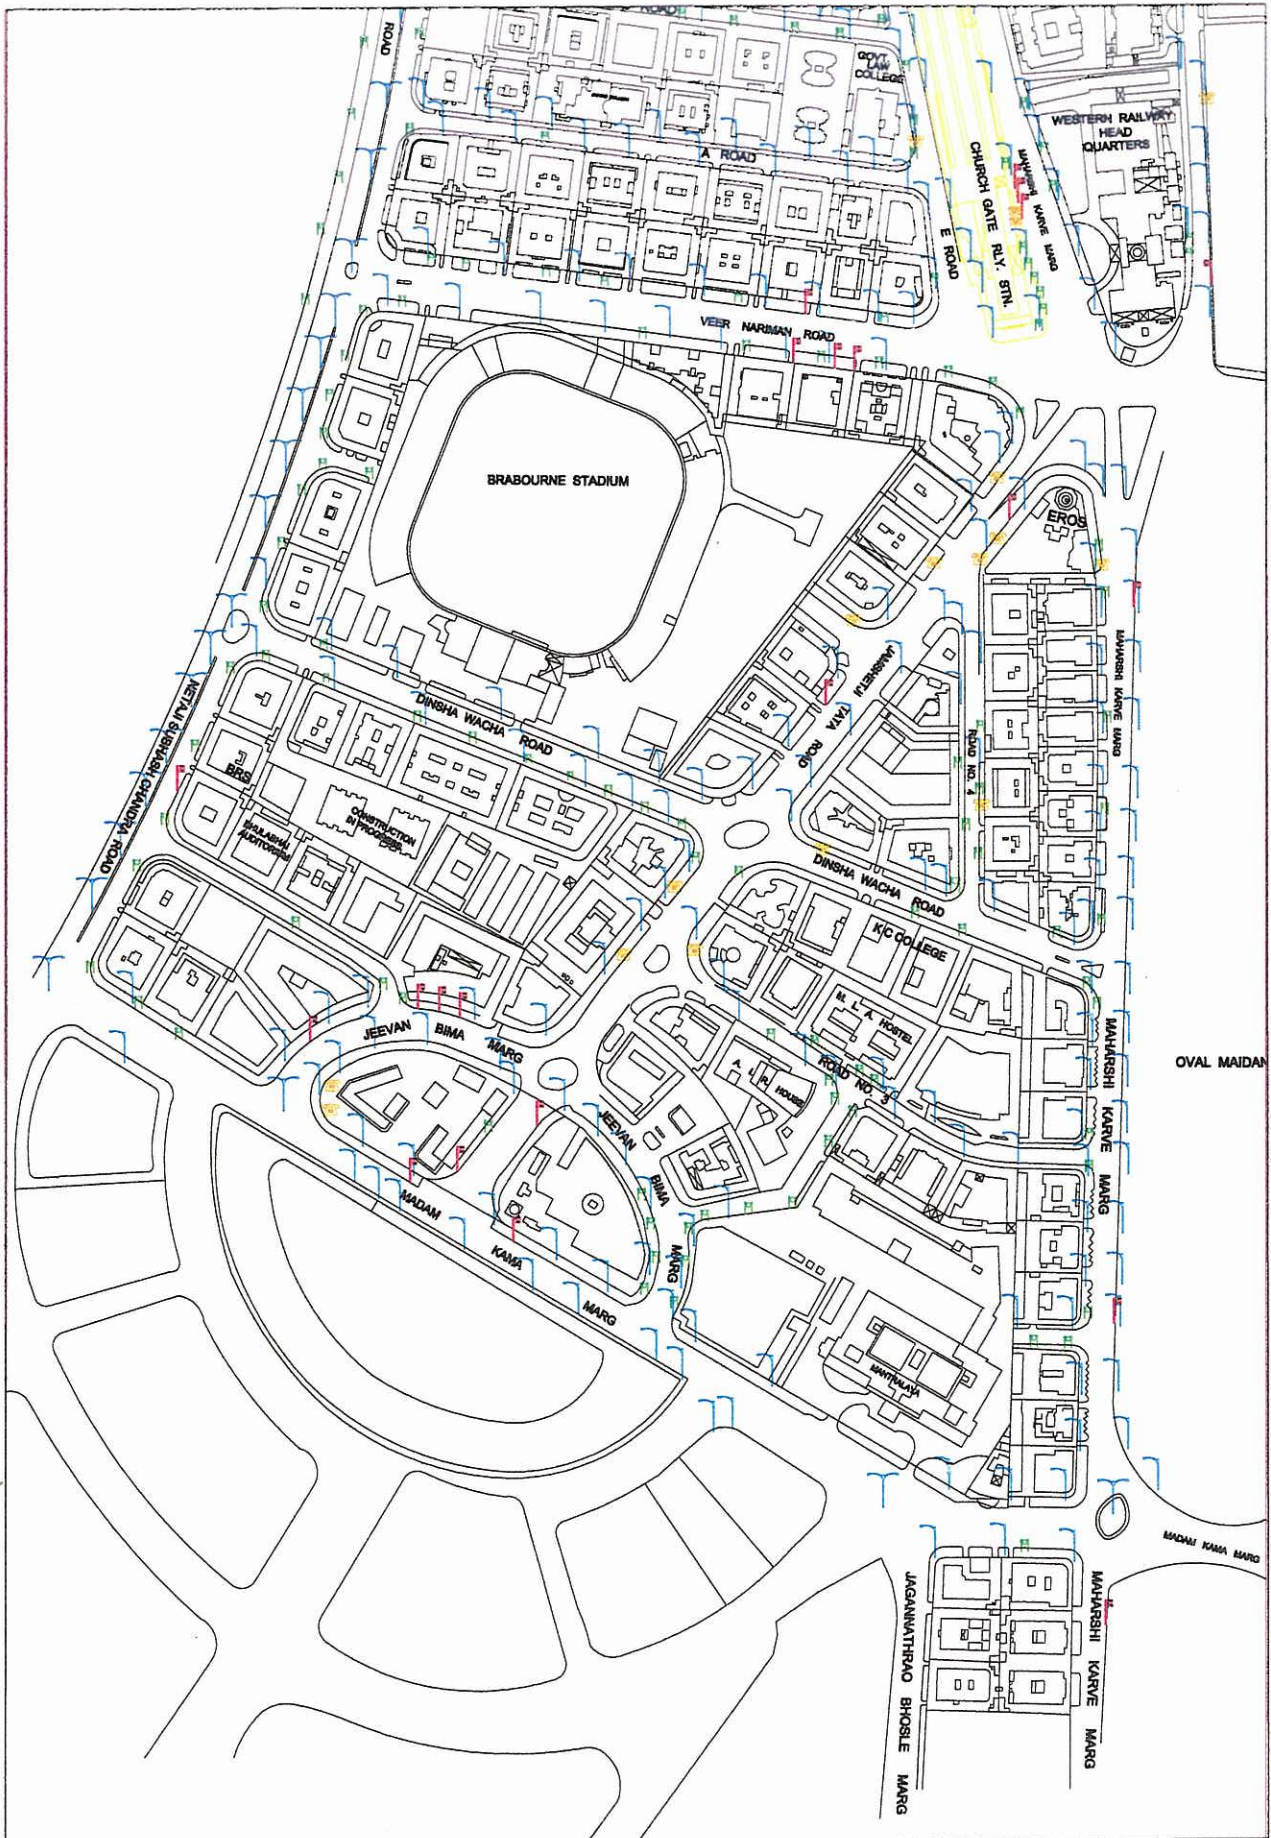 ROAD
ROAD
GOVT.
LAW
COLLEGE
WESTERN RAILWAY
HEAD
QUARTERS
A ROAD
CHURCH GATE RLY. STN.
MAHARSHI KARVE MARG
E ROAD
VEER NARIMAN ROAD
BRABOURNE STADIUM
EROS
MAHARSHI KARVE MARG
JAMSHETJI TATA ROAD
ROAD NO. 4
NETAJI SUBHASH CHANDRA ROAD
DINSHA WACHA ROAD
BRS
CONSTRUCTION
IN PROGRESS
BHULABHAI
AUDITORIUM
DINSHA WACHA ROAD
K C COLLEGE
M. L. A. HOSTEL
JEEVAN BIMA MARG
A. I. R. HOUSE
ROAD NO. 3
MAHARSHI KARVE MARG
OVAL MAIDAN
JEEVAN BIMA MARG
MADAM KAMA MARG
MANTRALAYA
MADAM KAMA MARG
JAGANNATHRAO BHOSLE MARG
MAHARSHI KARVE MARG